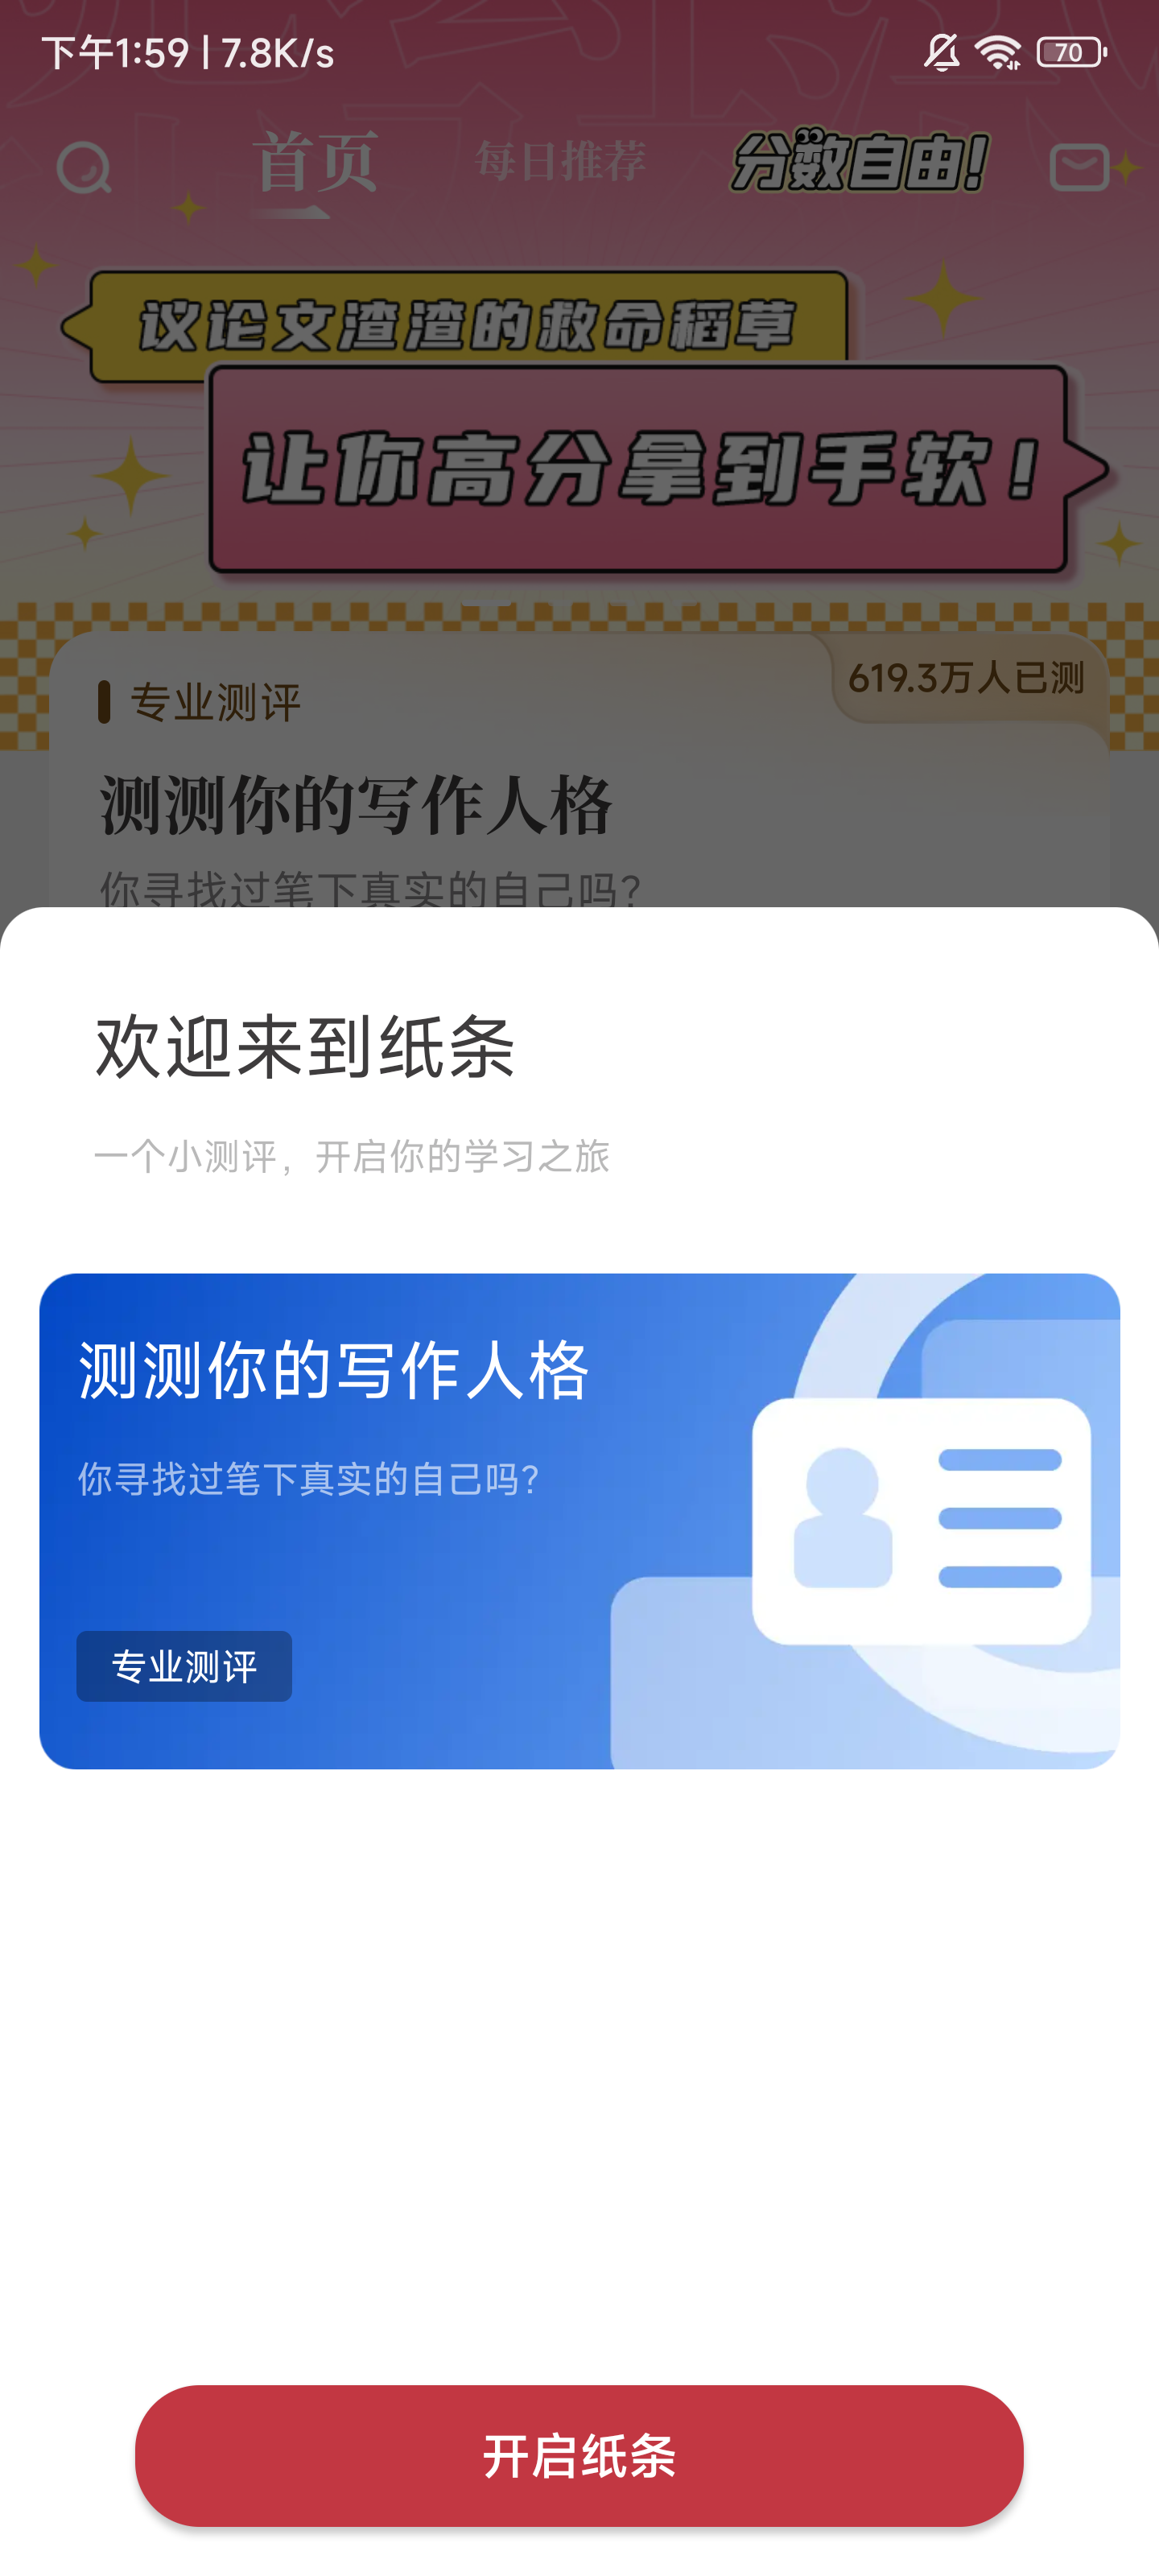 下午1:59 | 7.8K/s
70
首页
每日推荐
分数自由!
议论文渣渣的救命稻草
让你高分拿到手软!
专业测评
619.3万人已测
测测你的写作人格
你寻找过笔下真实的自己吗?
欢迎来到纸条
一个小测评，开启你的学习之旅
测测你的写作人格
你寻找过笔下真实的自己吗?
专业测评
开启纸条